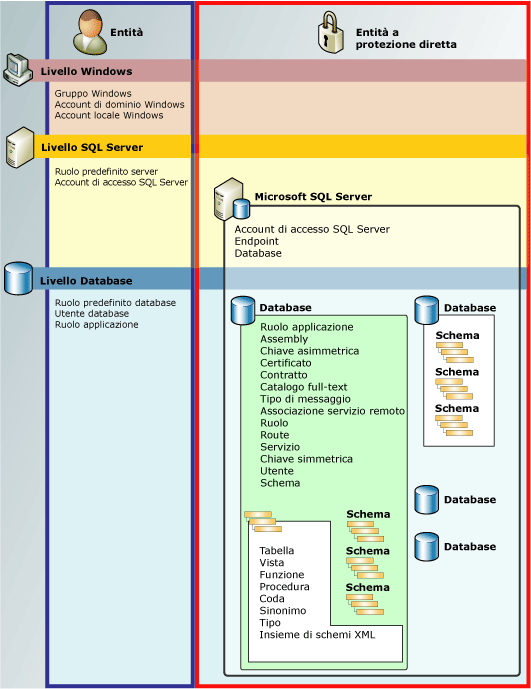 Entità
Entità a
protezione diretta
Livello Windows
Gruppo Windows
Account di dominio Windows
Account locale Windows
Livello SQL Server
Ruolo predefinito server
Account di accesso SQL Server
Microsoft SQL Server
Account di accesso SQL Server
Endpoint
Database
Livello Database
Ruolo predefinito database
Utente database
Ruolo applicazione
Database
Ruolo applicazione
Assembly
Chiave asimmetrica
Certificato
Contratto
Catalogo full-text
Tipo di messaggio
Associazione servizio remoto
Ruolo
Route
Servizio
Chiave simmetrica
Utente
Schema
Tabella
Vista
Funzione
Procedura
Coda
Sinonimo
Tipo
Insieme di schemi XML
Schema
Schema
Schema
Database
Schema
Schema
Schema
Database
Database